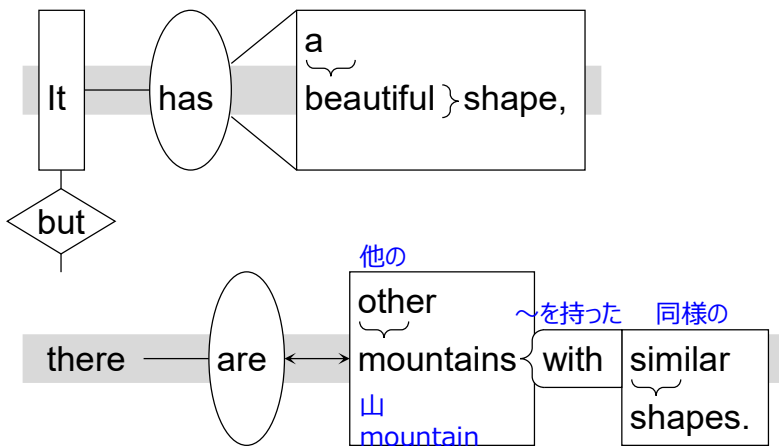 a
It has beautiful shape,
but
他の
other
～を持った 同様の
there are mountains with similar
山 shapes.
mountain